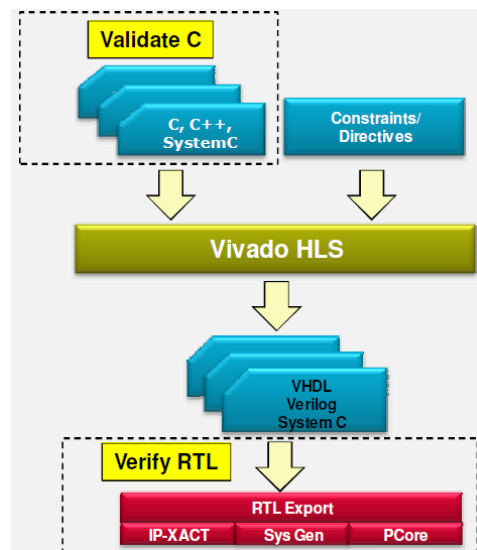 Validate C
C, C++,
SystemC
Constraints/
Directives
Vivado HLS
VHDL
Verilog
System C
Verify RTL
RTL Export
IP-XACT
Sys Gen
PCore